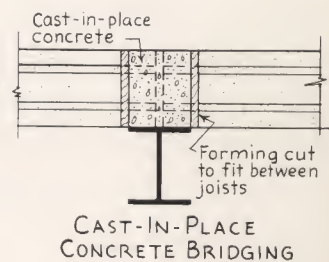 Cast-in-place
concrete
Forming cut
to fit between
joists
CAST-IN-PLACE
CONCRETE BRIDGING